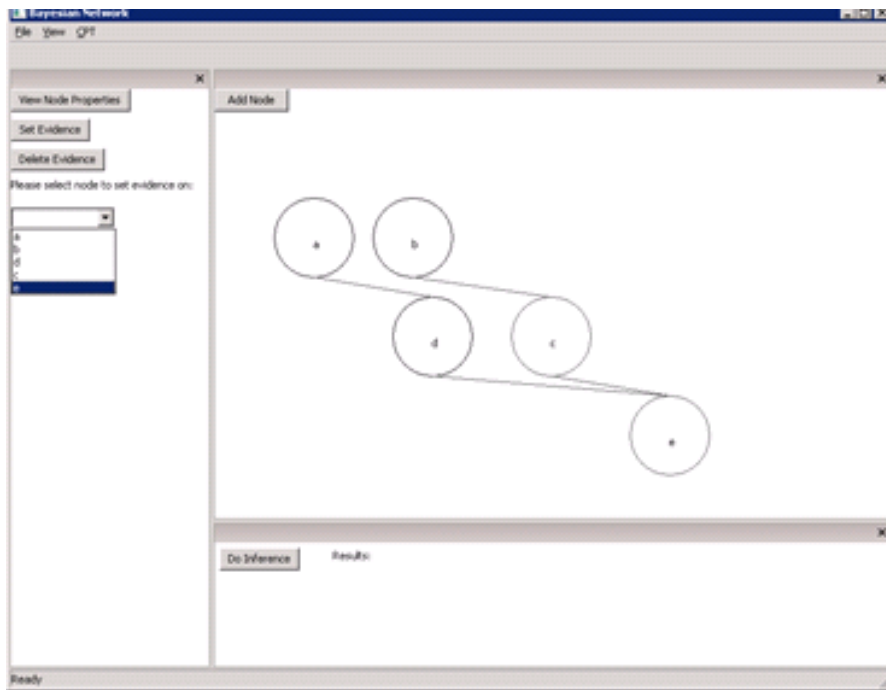 Bayesian Network
File View CPT
View Node Properties
Add Node
Set Evidence
Delete Evidence
Please select node to set evidence on:
a
b
d
c
e
a
b
d
c
e
Do Inference
Results:
Ready